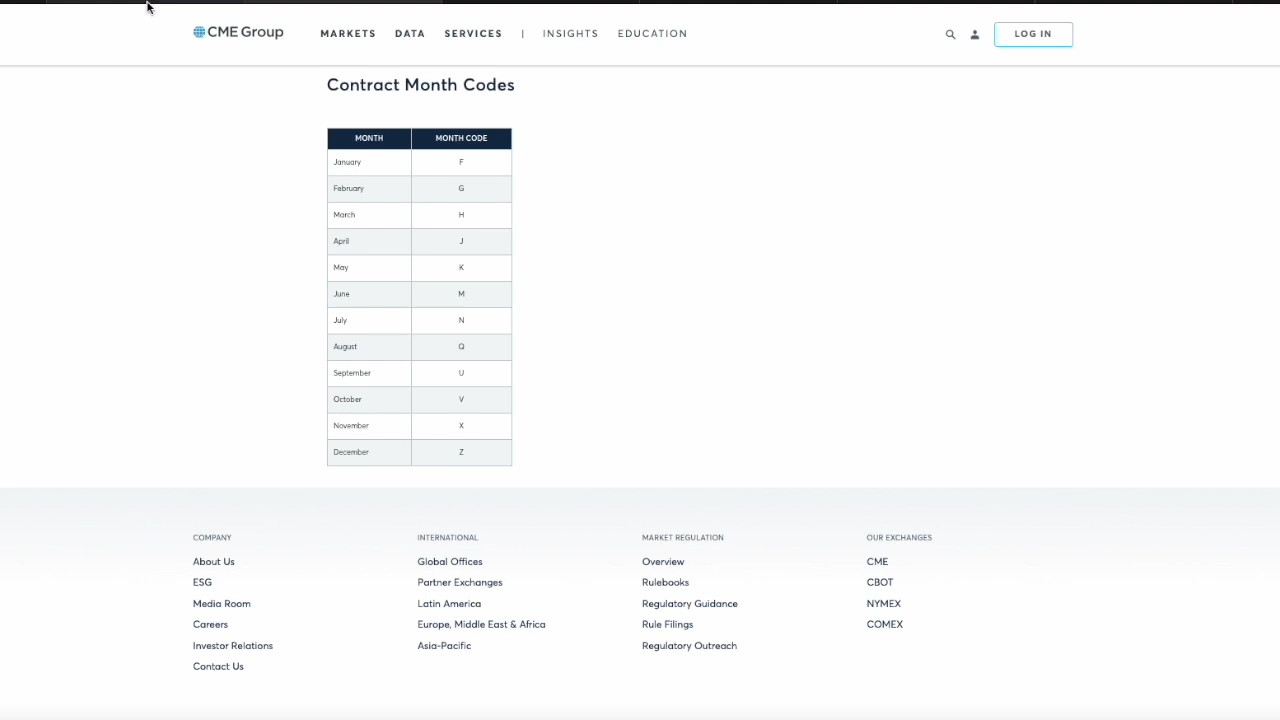 CME Group MARKETS DATA SERVICES | INSIGHTS EDUCATION LOG IN
Contract Month Codes
MONTH MONTH CODE
January F
February G
March H
April J
May K
June M
July N
August Q
September U
October V
November X
December Z
COMPANY INTERNATIONAL MARKET REGULATION OUR EXCHANGES
About Us Global Offices Overview CME
ESG Partner Exchanges Rulebooks CBOT
Media Room Latin America Regulatory Guidance NYMEX
Careers Europe, Middle East & Africa Rule Filings COMEX
Investor Relations Asia-Pacific Regulatory Outreach
Contact Us